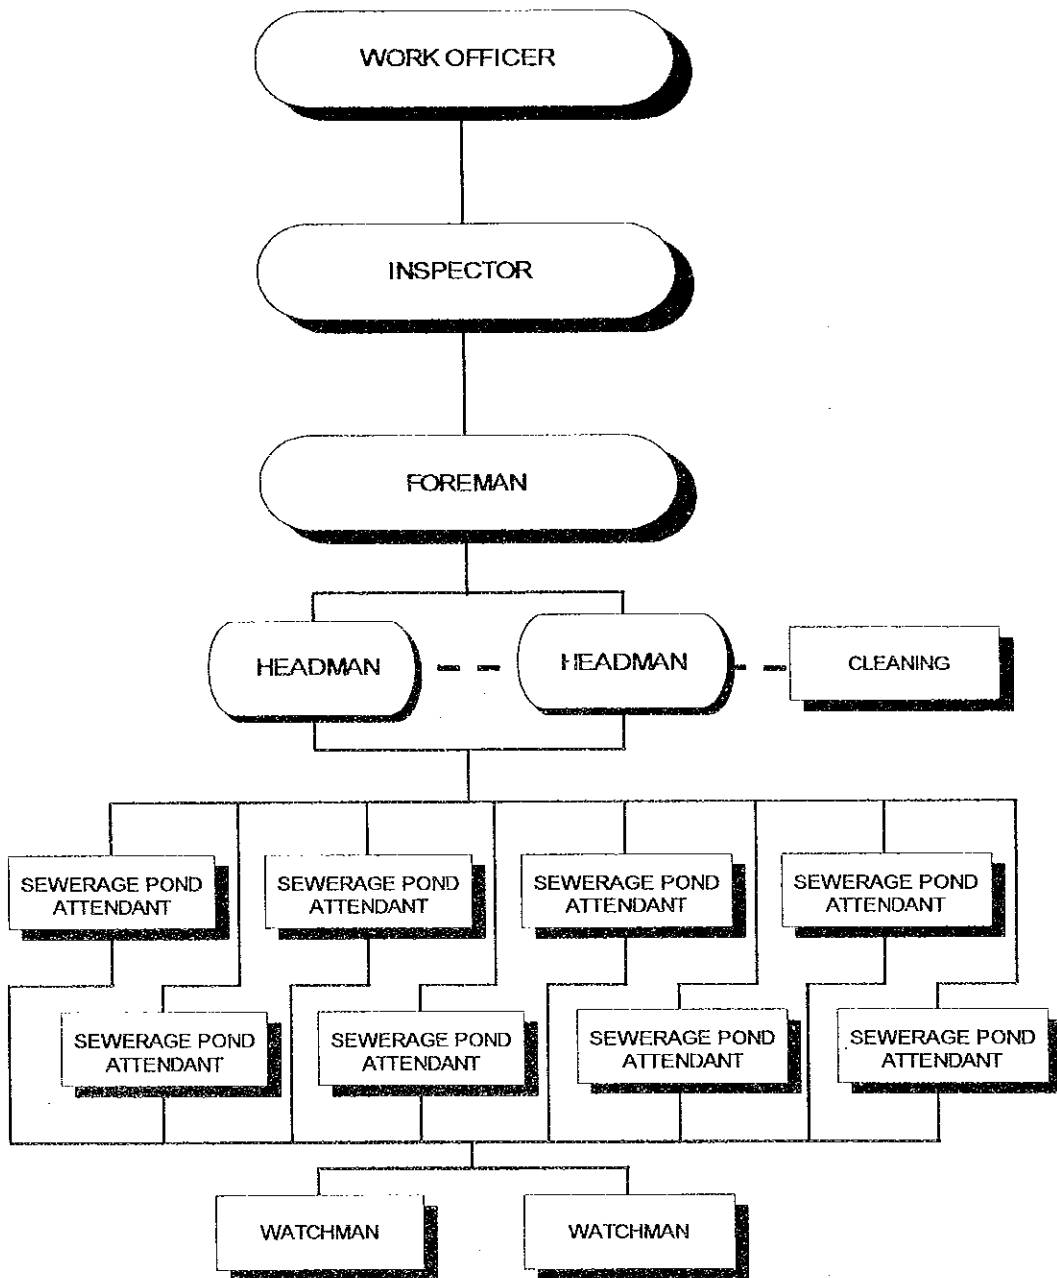 WORK OFFICER
INSPECTOR
FOREMAN
HEADMAN
HEADMAN
CLEANING
SEWERAGE POND
ATTENDANT
SEWERAGE POND
ATTENDANT
SEWERAGE POND
ATTENDANT
SEWERAGE POND
ATTENDANT
SEWERAGE POND
ATTENDANT
SEWERAGE POND
ATTENDANT
SEWERAGE POND
ATTENDANT
SEWERAGE POND
ATTENDANT
WATCHMAN
WATCHMAN